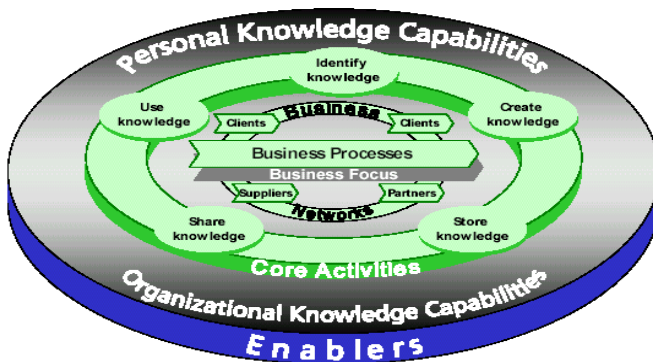 Personal Knowledge Capabilities
Identify
knowledge
Use
knowledge
Create
knowledge
Business
Clients
Clients
Business Processes
Business Focus
Suppliers
Partners
Networks
Share
knowledge
Store
knowledge
Core Activities
Organizational Knowledge Capabilities
Enablers